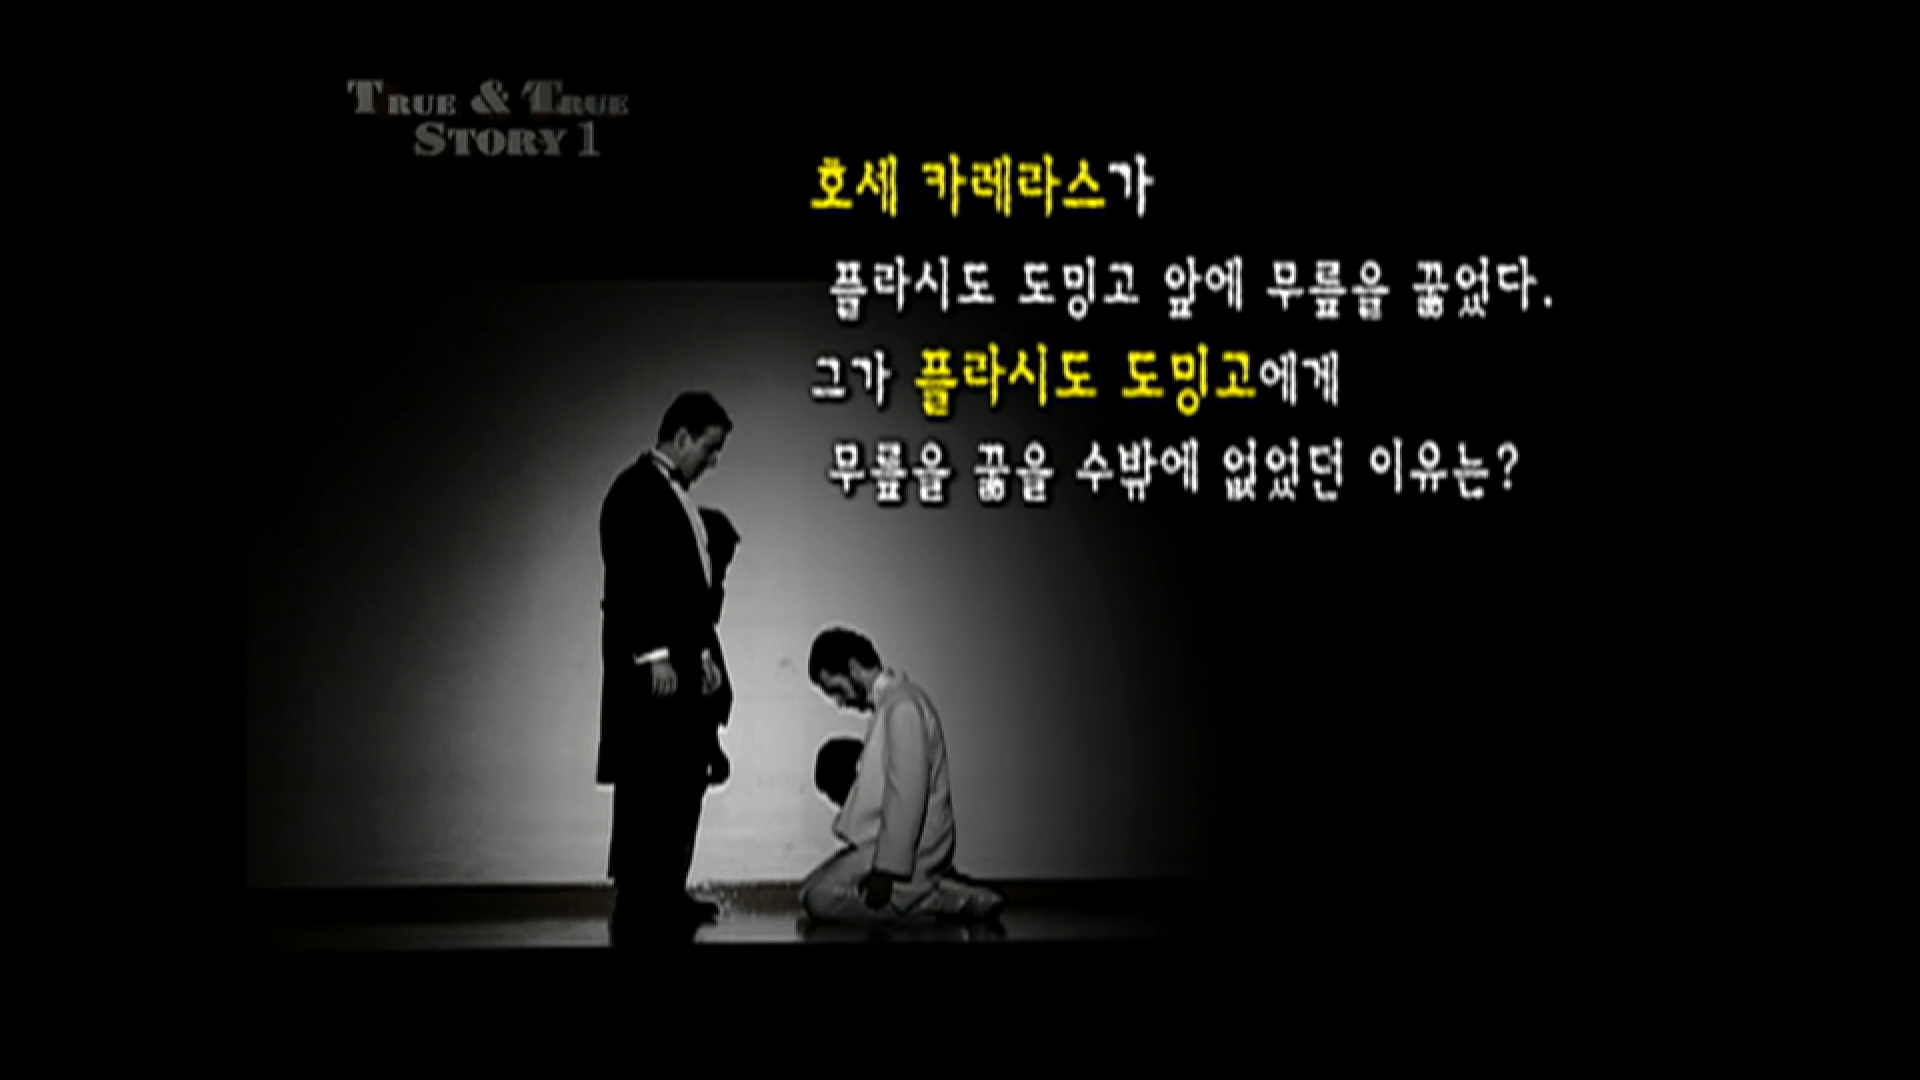 TRUE & TRUE
STORY 1
호세 카레라스가
플라시도 도밍고 앞에 무릎을 꿇었다.
그가 플라시도 도밍고에게
무릎을 꿇을 수밖에 없었던 이유는?